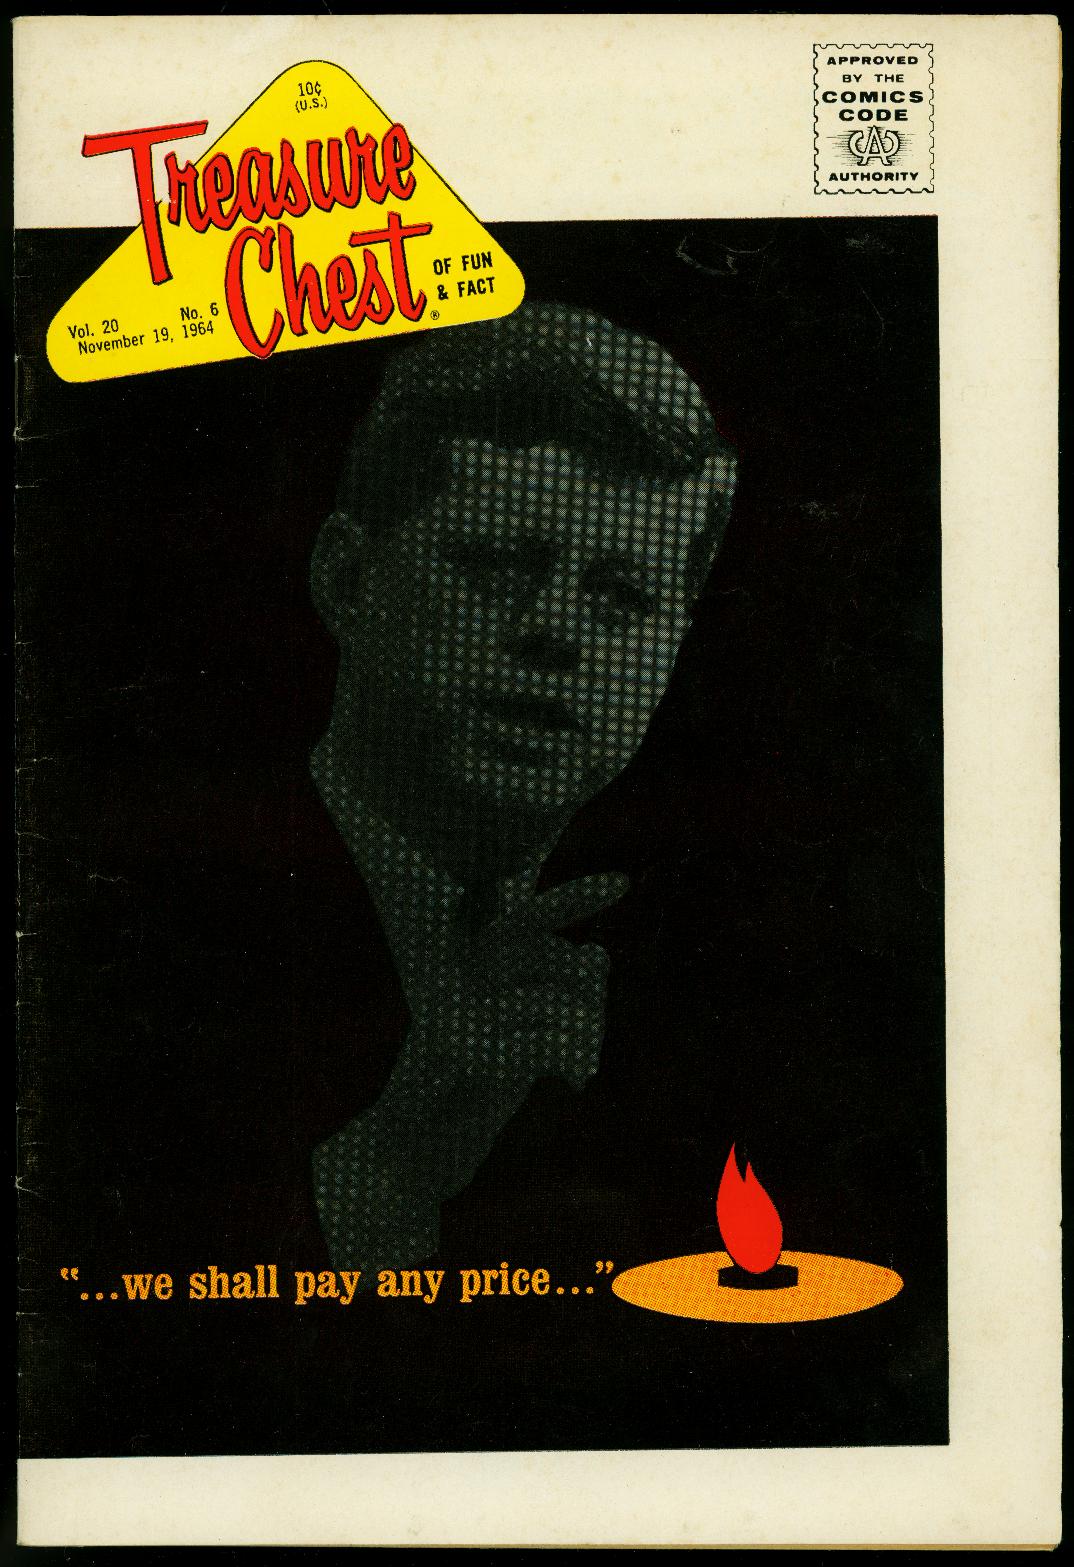 10¢
(U.S.)
Treasure
Chest®
OF FUN
& FACT
Vol. 20 No. 6
November 19, 1964
APPROVED
BY THE
COMICS
CODE
CA
AUTHORITY
“...we shall pay any price...”